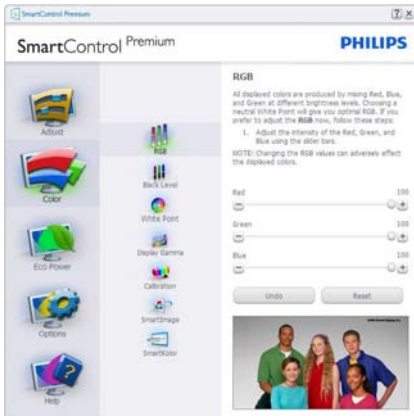 SmartControl Premium
SmartControl Premium
PHILIPS
Adjust
Color
Eco Power
Options
Help
RGB
Black Level
White Point
Display Gamma
Calibration
SmartImage
SmartKolor
RGB
All displayed colors are produced by mixing Red, Blue,
and Green at different brightness levels. Choosing a
neutral White Point will give you optimal RGB. If you
prefer to adjust the RGB now, follow these steps:
1. Adjust the intensity of the Red, Green, and
Blue using the slider bars.
NOTE: Changing the RGB values can adversely effect
the displayed colors.
Red 100
Green 100
Blue 100
Undo Reset